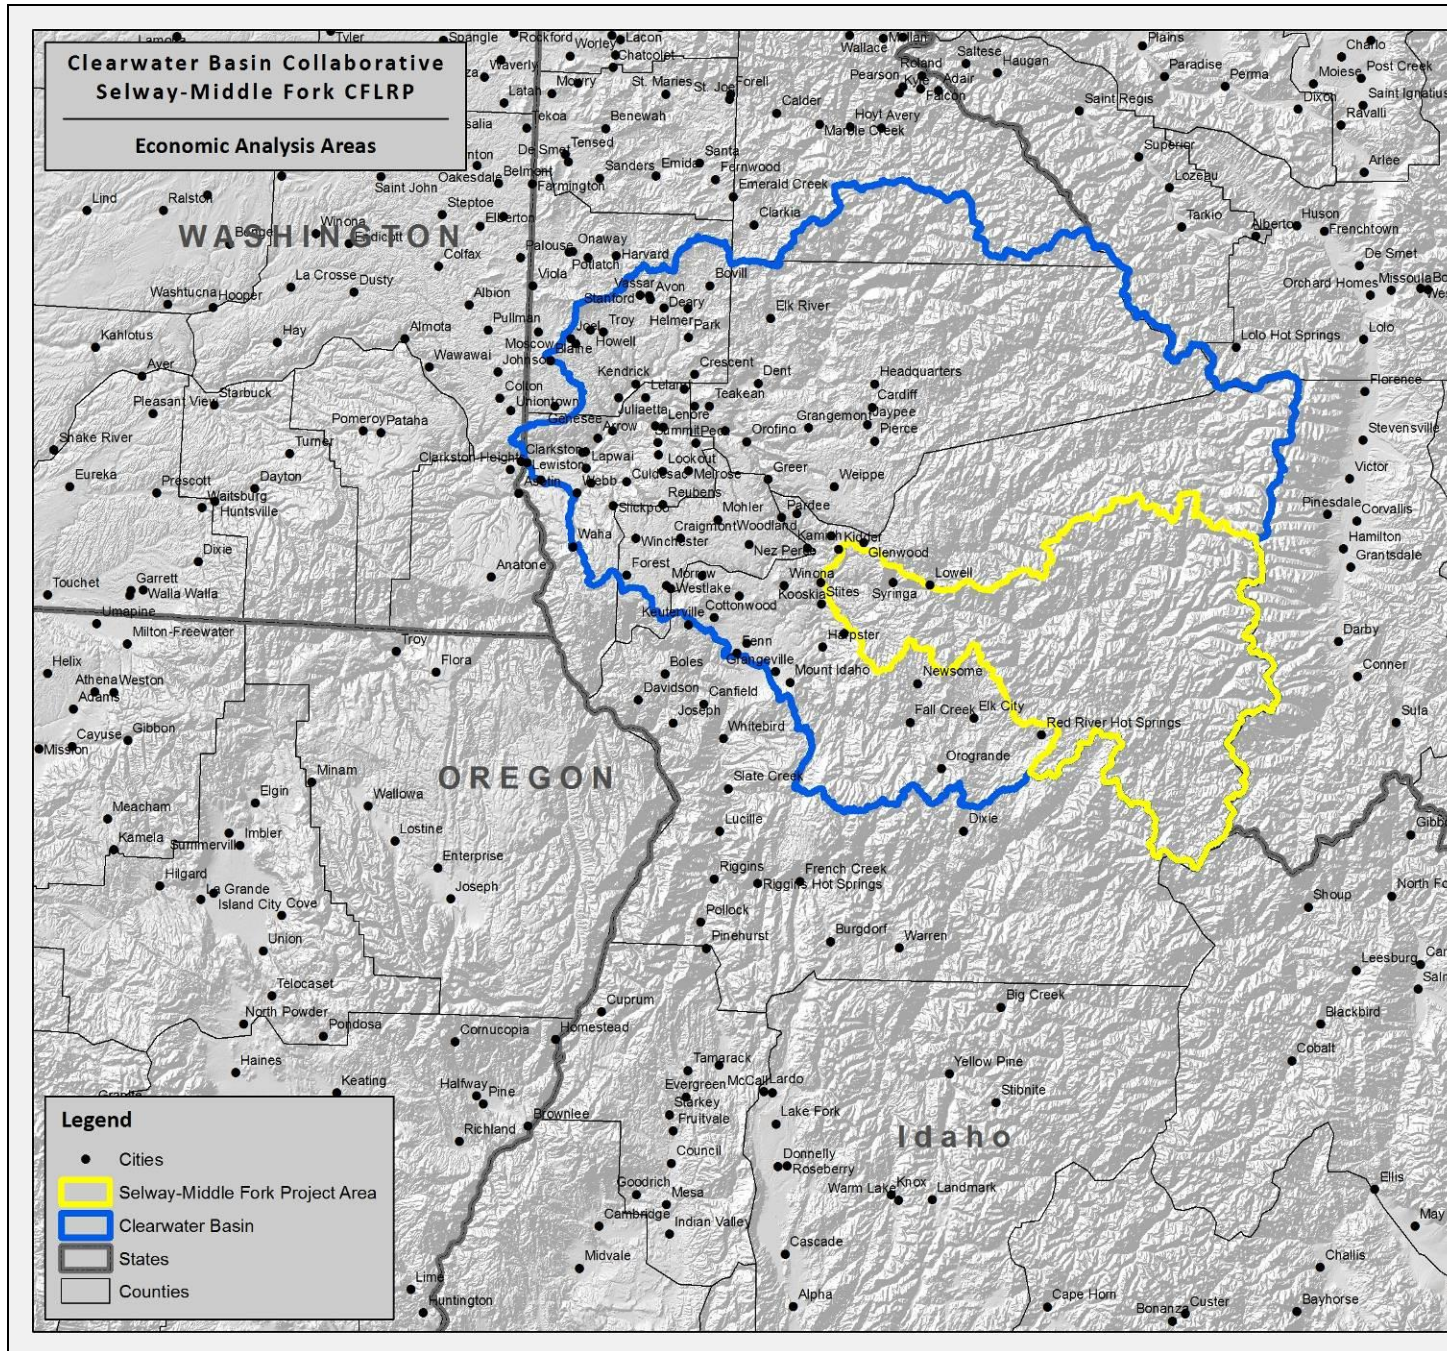 Clearwater Basin Collaborative
Selway-Middle Fork CFLRP
Economic Analysis Areas
Tyler
Spangle
Rockford
Worley
Lacon
Chatcolet
Waverly
Mowry
Latah
St. Maries
St. Joe
Forell
Wallace
Mullan
Roland
Pearson
Kyle
Adair
Falcon
Saltese
Haugan
Plains
Paradise
Perma
Charlo
Moiese
Post Creek
Saint Ignatius
Dixon
Ravalli
Saint Regis
Calder
Hoyt
Avery
Marble Creek
Tekoa
Benewah
De Smet
Tensed
Sanders
Emida
Santa
Fernwood
Superior
Arlee
Lozeau
Saint John
Oakesdale
Belmont
Farmington
Emerald Creek
Clarkia
Lind
Ralston
Winona
Endicott
WASHINGTON
Steptoe
Elberton
Colfax
Palouse
Onaway
Potlatch
Harvard
Viola
Bovill
Tarkio
Alberton
Huson
Frenchtown
De Smet
Missoula
Orchard Homes
La Crosse
Dusty
Washtucna
Hooper
Albion
Stanford
Vassar
Avon
Deary
Helmer
Park
Elk River
Kahlotus
Hay
Almota
Pullman
Moscow
Joel
Troy
Howell
Blaine
Johnson
Wawawai
Lolo
Lolo Hot Springs
Ayer
Colton
Uniontown
Genesee
Kendrick
Leland
Crescent
Teakean
Dent
Headquarters
Cardiff
Jaypee
Grangemont
Pierce
Florence
Pleasant View
Starbuck
Pomeroy
Pataha
Juliaetta
Lenore
Arrow
Summit
Peck
Orofino
Stevensville
Snake River
Turner
Clarkston Heights
Clarkston
Lewiston
Lapwai
Lookout
Culdesac
Melrose
Greer
Weippe
Victor
Eureka
Prescott
Dayton
Waitsburg
Huntsville
Asotin
Webb
Reubens
Slickpoo
Mohler
Pardee
Pinesdale
Corvallis
Craigmont
Woodland
Waha
Winchester
Nez Perce
Kamiah
Kidder
Glenwood
Hamilton
Grantsdale
Dixie
Anatone
Forest
Morrow
Westlake
Winona
Kooskia
Stites
Syringa
Lowell
Touchet
Garrett
Walla Walla
Umapine
Milton-Freewater
Cottonwood
Keuterville
Harpster
Darby
Troy
Flora
Fenn
Grangeville
Mount Idaho
Newsome
Helix
Athena
Weston
Adams
Boles
Davidson
Canfield
Joseph
Conner
Cayuse
Gibbon
Mission
Whitebird
Fall Creek
Elk City
Red River Hot Springs
Sula
OREGON
Minam
Slate Creek
Orogrande
Meacham
Elgin
Wallowa
Kamela
Imbler
Summerville
Lostine
Lucille
Dixie
Hilgard
Enterprise
Joseph
Riggins
Riggins Hot Springs
French Creek
La Grande
Island City
Cove
Shoup
Union
Pollock
Pinehurst
Burgdorf
Warren
Leesburg
Telocaset
North Powder
Pondosa
Cuprum
Homestead
Cornucopia
Big Creek
Blackbird
Cobalt
Haines
Keating
Halfway
Pine
Tamarack
Evergreen
McCall
Lardo
Starkey
Fruitvale
Lake Fork
Yellow Pine
Stibnite
Richland
Brownlee
Idaho
Council
Donnelly
Roseberry
Goodrich
Mesa
Warm Lake
Knox
Landmark
Ellis
Cambridge
Indian Valley
May
Midvale
Cascade
Challis
Lime
Huntington
Alpha
Cape Horn
Custer
Bonanza
Bayhorse
Legend
Cities
Selway-Middle Fork Project Area
Clearwater Basin
States
Counties